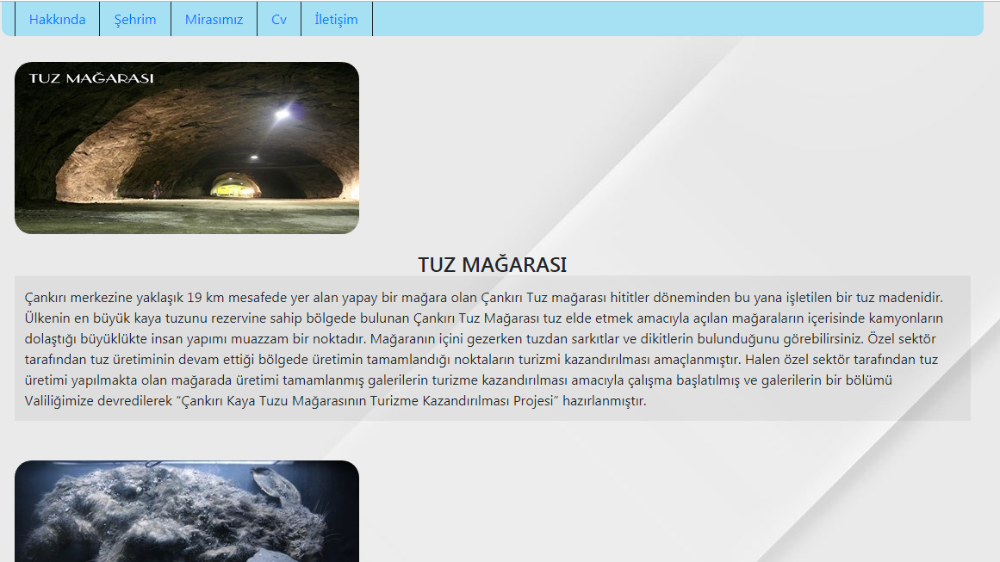 Hakkında
Şehrim
Mirasımız
Cv
İletişim
TUZ MAĞARASI
TUZ MAĞARASI
Çankırı merkezine yaklaşık 19 km mesafede yer alan yapay bir mağara olan Çankırı Tuz mağarası hititler döneminden bu yana işletilen bir tuz madenidir.
Ülkenin en büyük kaya tuzunu rezervine sahip bölgede bulunan Çankırı Tuz Mağarası tuz elde etmek amacıyla açılan mağaraların içerisinde kamyonların
dolaştığı büyüklükte insan yapımı muazzam bir noktadır. Mağaranın içini gezerken tuzdan sarkıtlar ve dikitlerin bulunduğunu görebilirsiniz. Özel sektör
tarafından tuz üretiminin devam ettiği bölgede üretimin tamamlandığı noktaların turizmi kazandırılması amaçlanmıştır. Halen özel sektör tarafından tuz
üretimi yapılmakta olan mağarada üretimi tamamlanmış galerilerin turizme kazandırılması amacıyla çalışma başlatılmış ve galerilerin bir bölümü
Valiliğimize devredilerek “Çankırı Kaya Tuzu Mağarasının Turizme Kazandırılması Projesi” hazırlanmıştır.